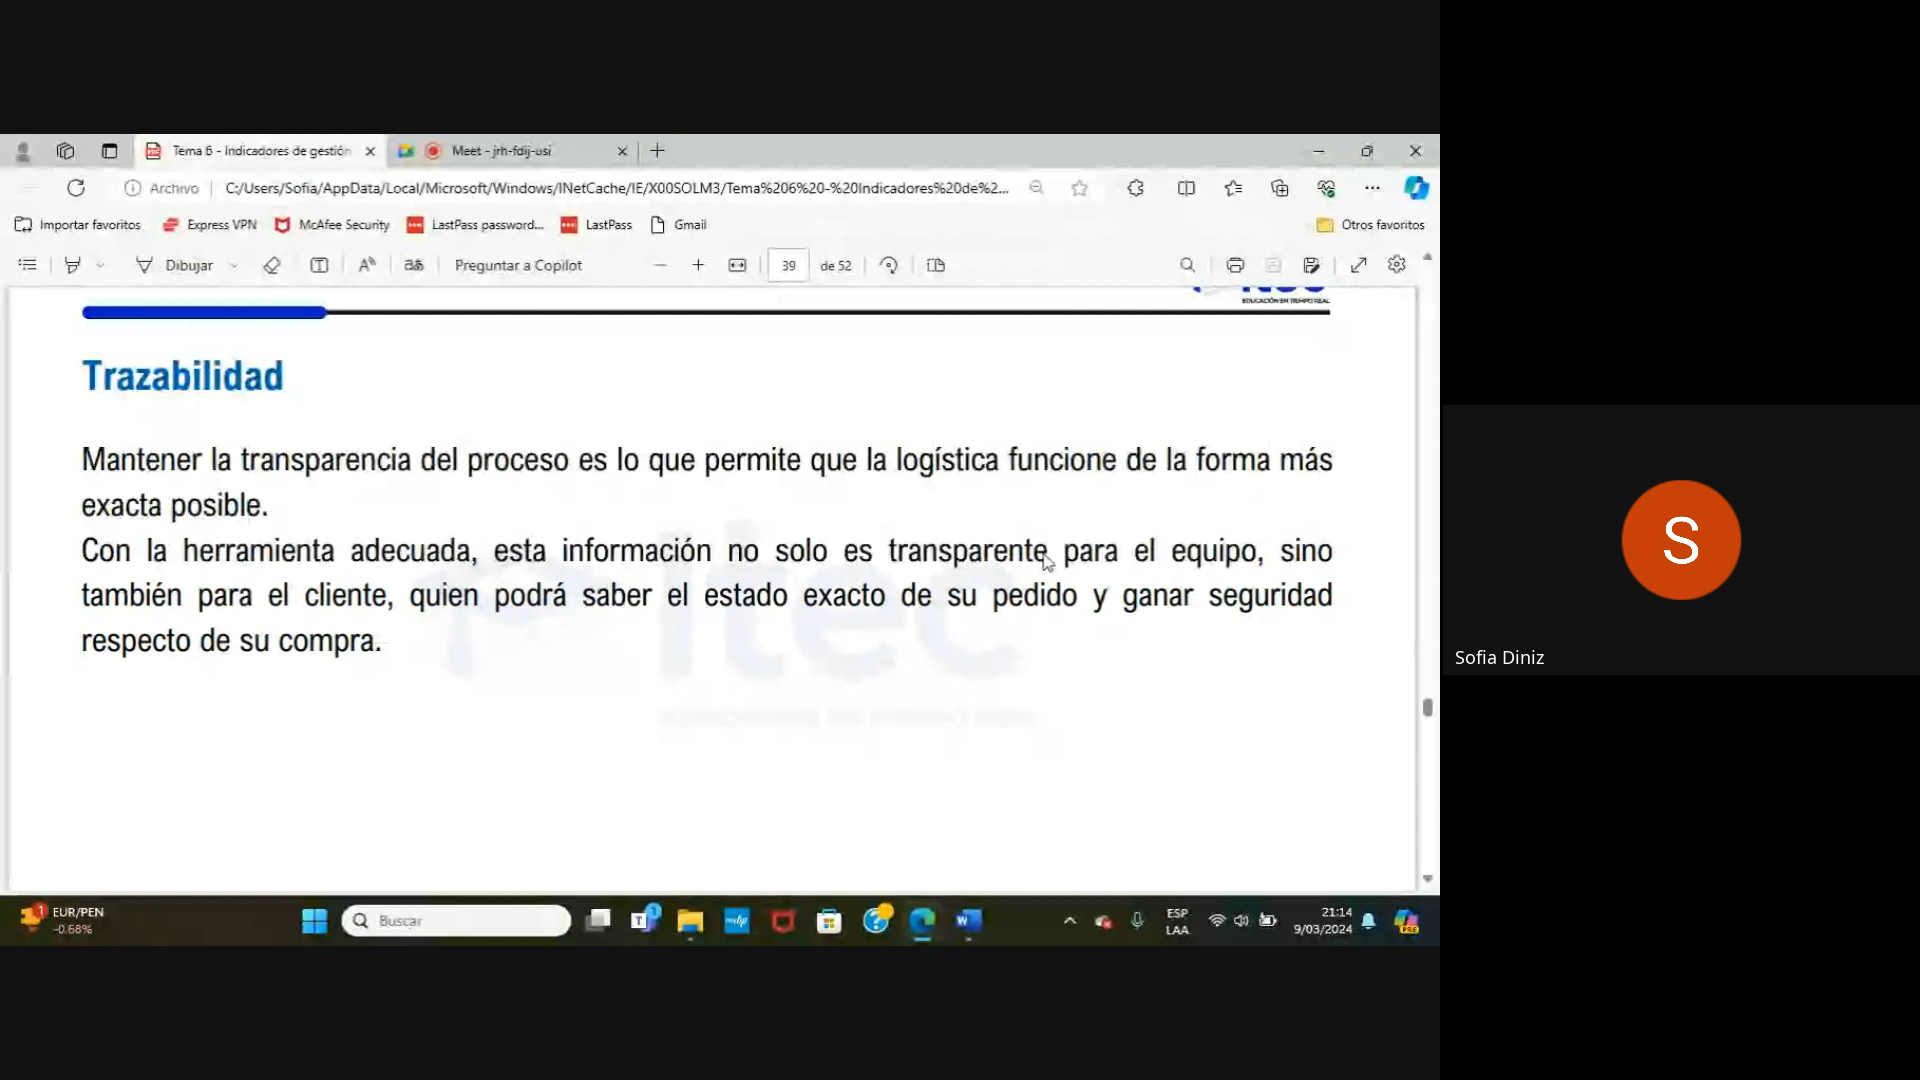 Tema 6 - Indicadores de gestión
Meet - jrh-fdij-usi
Archivo
C:/Users/Sofia/AppData/Local/Microsoft/Windows/INetCache/IE/X00SOLM3/Tema%206%20-%20Indicadores%20de%2...
Importar favoritos
Express VPN
McAfee Security
LastPass password...
LastPass
Gmail
Otros favoritos
Dibujar
Preguntar a Copilot
39
de 52
EDUCACIÓN EN TIEMPO REAL
Trazabilidad
Mantener la transparencia del proceso es lo que permite que la logística funcione de la forma más
exacta posible.
Con la herramienta adecuada, esta información no solo es transparente para el equipo, sino
también para el cliente, quien podrá saber el estado exacto de su pedido y ganar seguridad
respecto de su compra.
Itec
S
Sofia Diniz
EUR/PEN
-0.68%
Buscar
ESP
LAA
21:14
9/03/2024